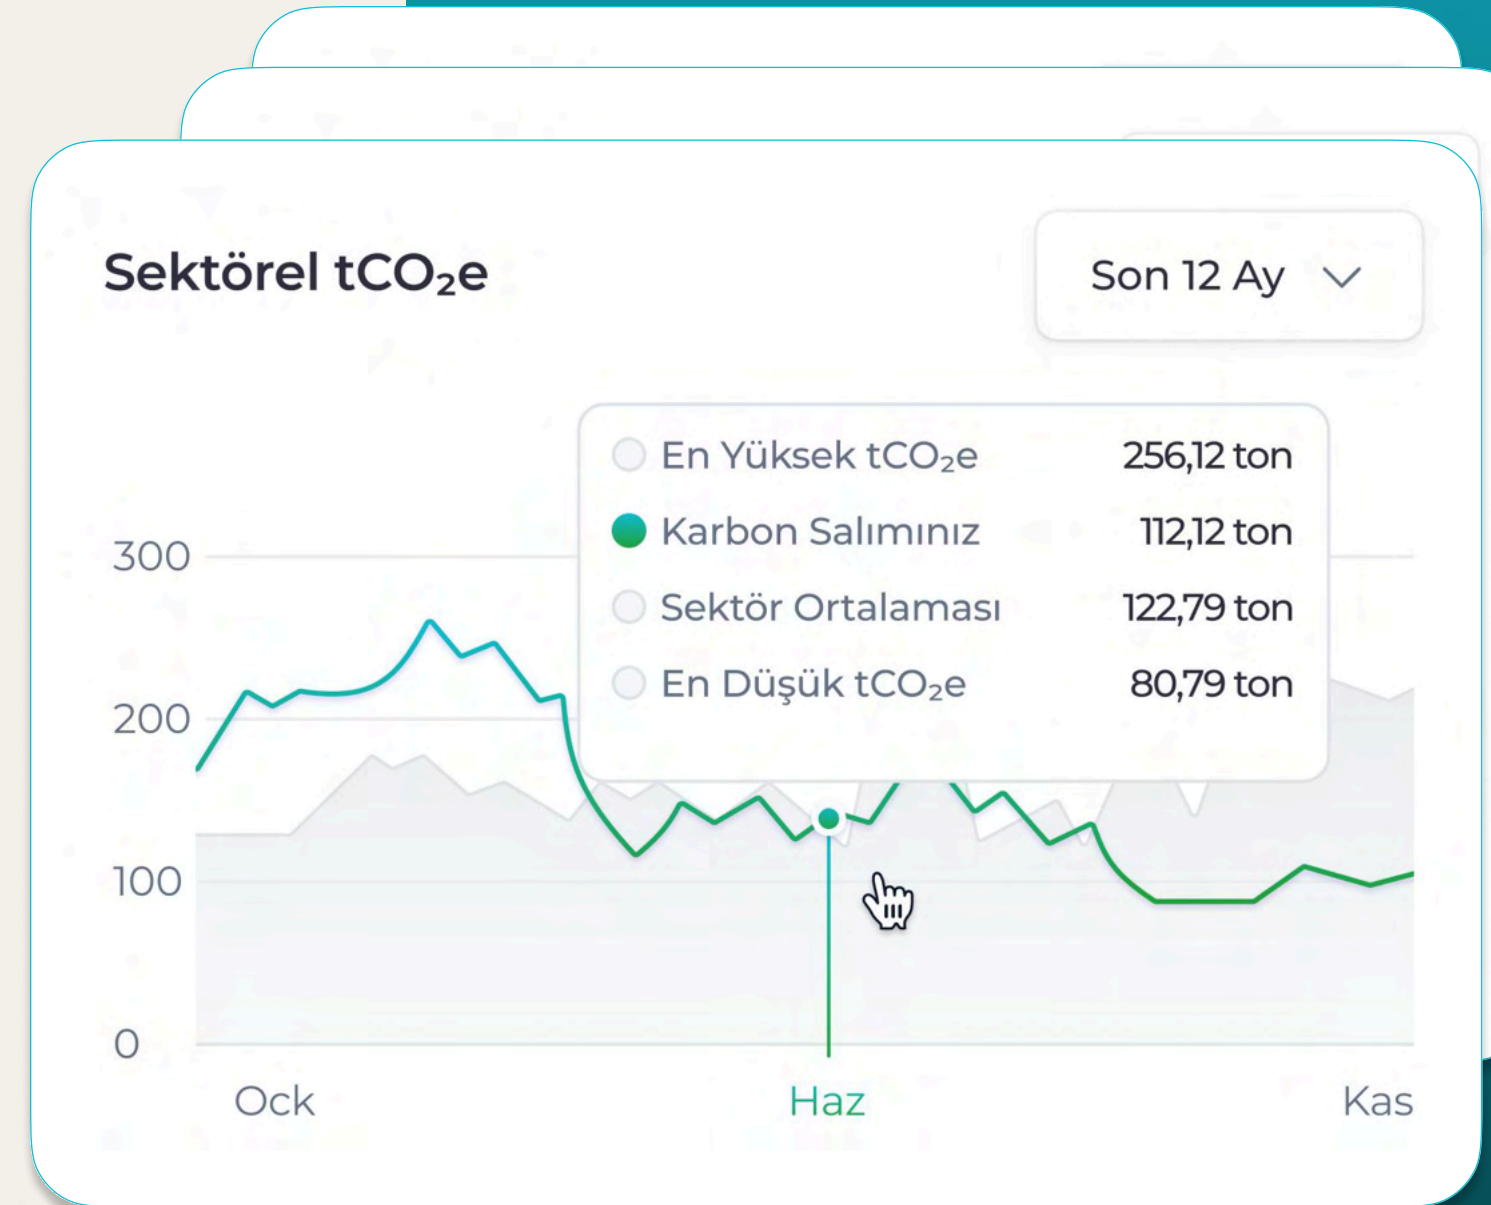 Sektörel tCO₂e
Son 12 Ay
En Yüksek tCO₂e 256,12 ton
Karbon Salımınız 112,12 ton
Sektör Ortalaması 122,79 ton
En Düşük tCO₂e 80,79 ton
300
200
100
0
Ock Haz Kas